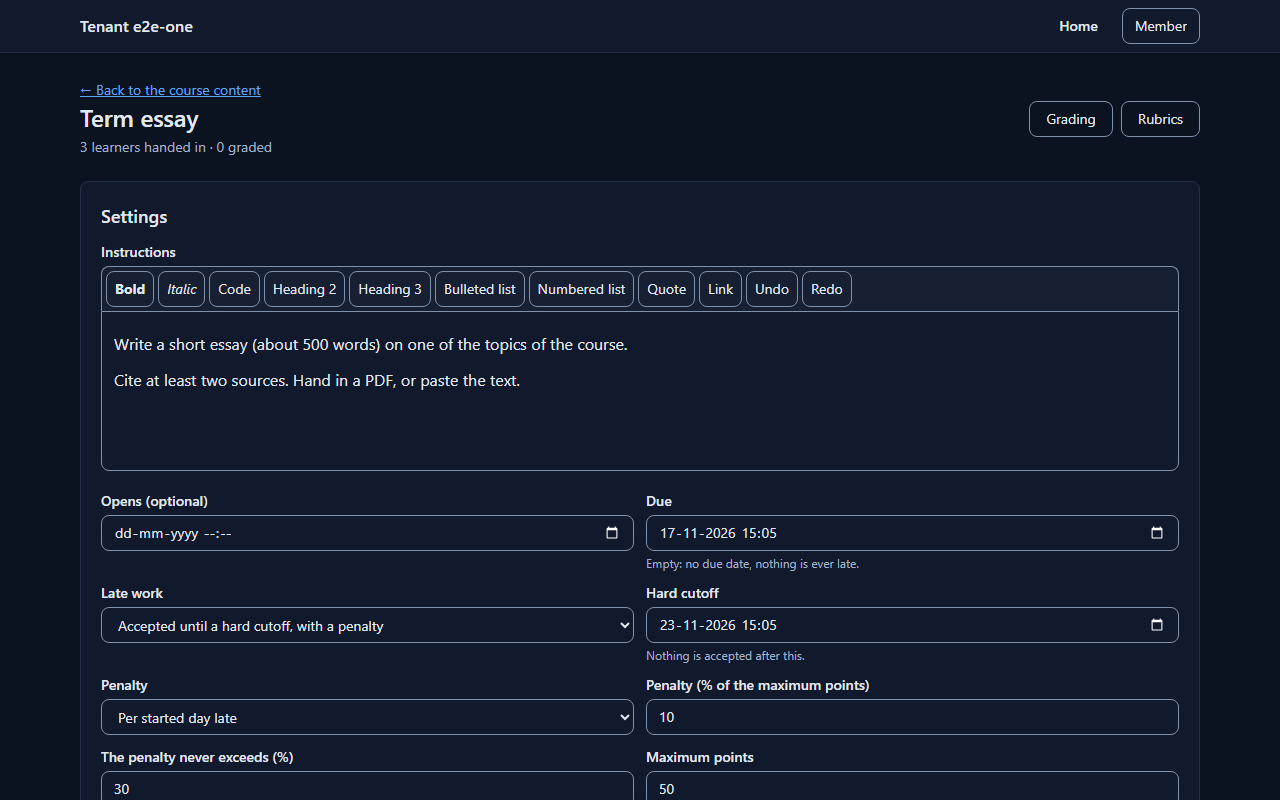 Tenant e2e-one
Home
Member
← Back to the course content
Term essay
3 learners handed in · 0 graded
Grading
Rubrics
Settings
Instructions
Bold
Italic
Code
Heading 2
Heading 3
Bulleted list
Numbered list
Quote
Link
Undo
Redo
Write a short essay (about 500 words) on one of the topics of the course.
Cite at least two sources. Hand in a PDF, or paste the text.
Opens (optional)
Due
dd-mm-yyyy --:--
17-11-2026 15:05
Empty: no due date, nothing is ever late.
Late work
Hard cutoff
Accepted until a hard cutoff, with a penalty
23-11-2026 15:05
Nothing is accepted after this.
Penalty
Penalty (% of the maximum points)
Per started day late
10
The penalty never exceeds (%)
Maximum points
30
50